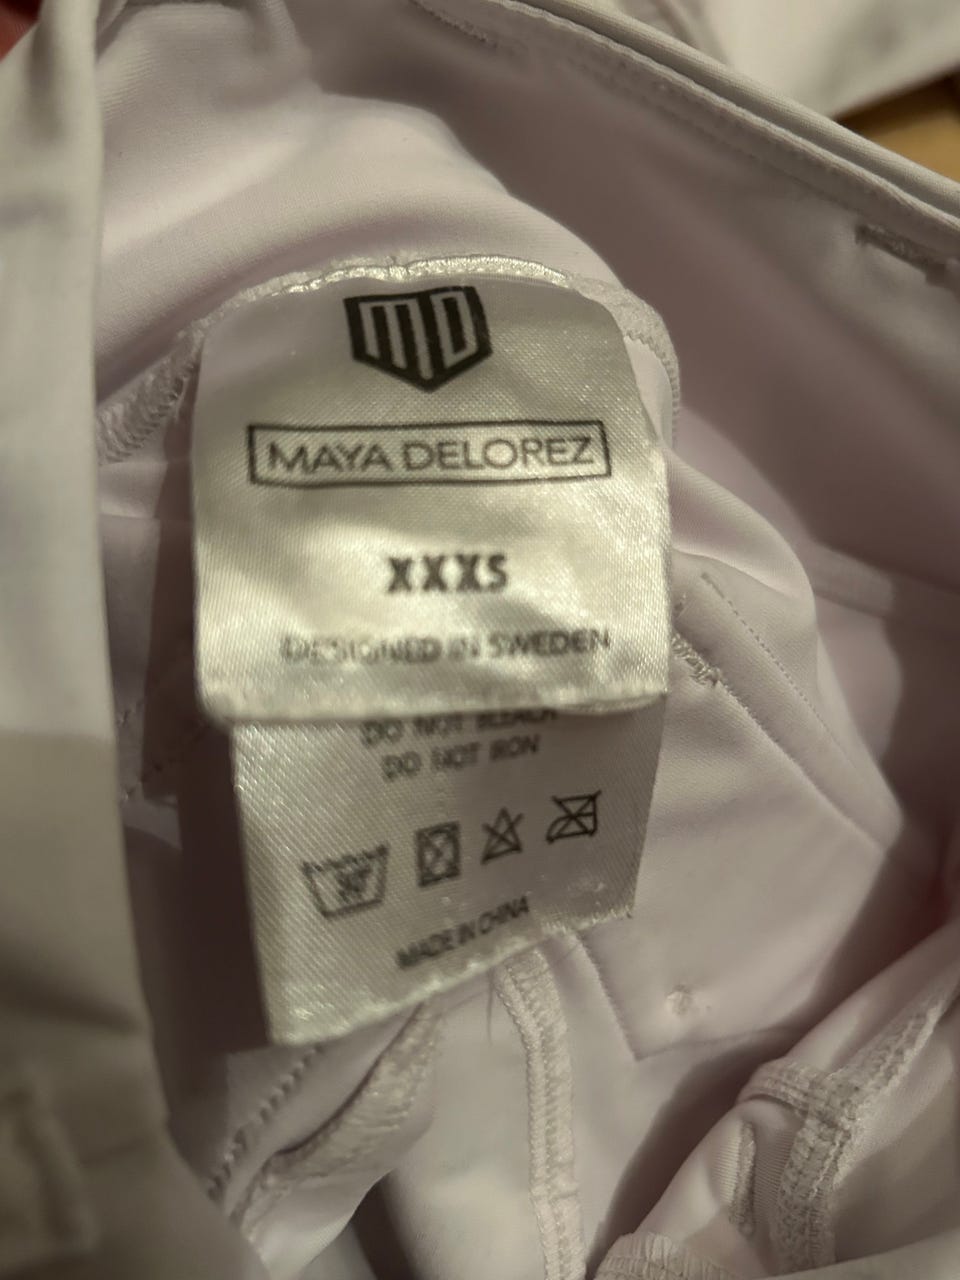 MD
MAYA DELOREZ
XXXS
DESIGNED IN SWEDEN
DO NOT BLEACH
DO NOT IRON
30°
MADE IN CHINA